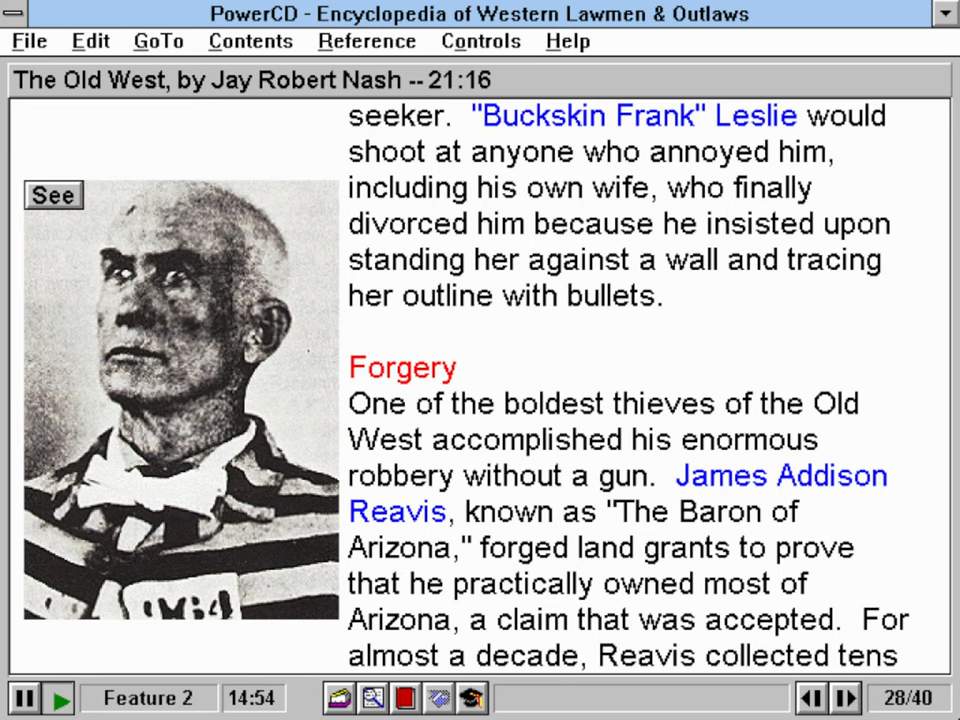 PowerCD - Encyclopedia of Western Lawmen & Outlaws
File Edit GoTo Contents Reference Controls Help
The Old West, by Jay Robert Nash -- 21:16
See
seeker. "Buckskin Frank" Leslie would
shoot at anyone who annoyed him,
including his own wife, who finally
divorced him because he insisted upon
standing her against a wall and tracing
her outline with bullets.
Forgery
One of the boldest thieves of the Old
West accomplished his enormous
robbery without a gun. James Addison
Reavis, known as "The Baron of
Arizona," forged land grants to prove
that he practically owned most of
Arizona, a claim that was accepted. For
almost a decade, Reavis collected tens
Feature 2 14:54 28/40